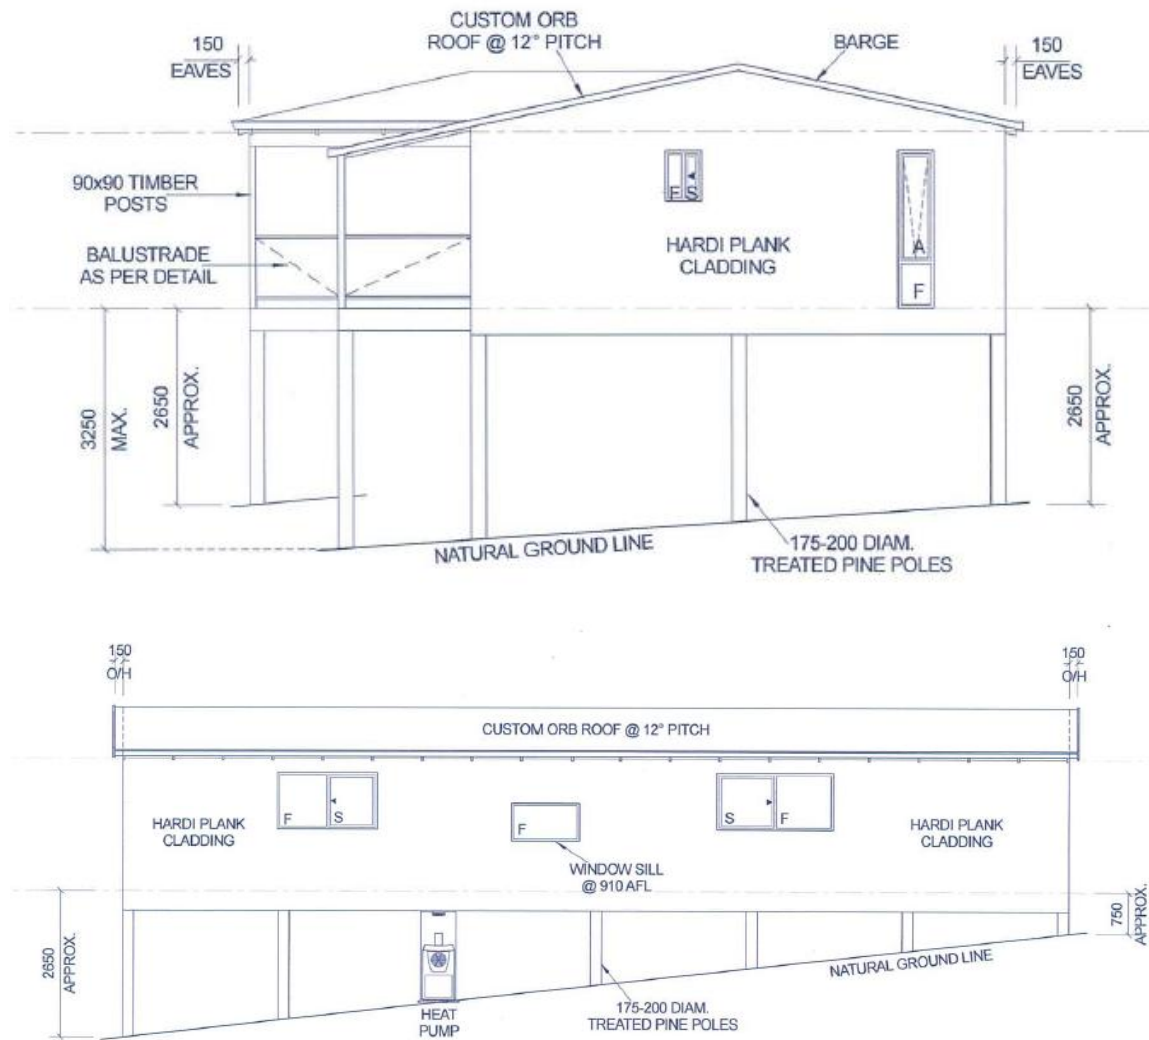 CUSTOM ORB
ROOF @ 12° PITCH
BARGE
150
EAVES
150
EAVES
90x90 TIMBER
POSTS
BALUSTRADE
AS PER DETAIL
F S
HARDI PLANK
CLADDING
A
F
3250
MAX.
2650
APPROX.
2650
APPROX.
NATURAL GROUND LINE
175-200 DIAM.
TREATED PINE POLES
150
O/H
150
O/H
CUSTOM ORB ROOF @ 12° PITCH
F S
S F
F
HARDI PLANK
CLADDING
HARDI PLANK
CLADDING
WINDOW SILL
@ 910 AFL
2650
APPROX.
750
APPROX.
NATURAL GROUND LINE
HEAT
PUMP
175-200 DIAM.
TREATED PINE POLES